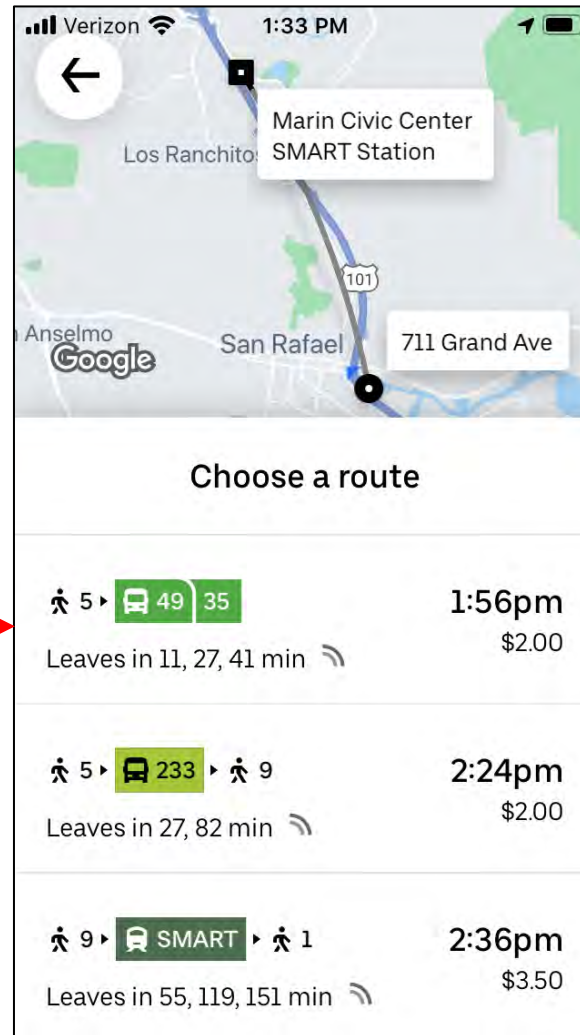 Verizon 1:33 PM
Marin Civic Center
SMART Station
Los Ranchitos
101
Anselmo
Google
San Rafael
711 Grand Ave
Choose a route
5 49 35 1:56pm
Leaves in 11, 27, 41 min $2.00
5 233 9 2:24pm
Leaves in 27, 82 min $2.00
9 SMART 1 2:36pm
Leaves in 55, 119, 151 min $3.50